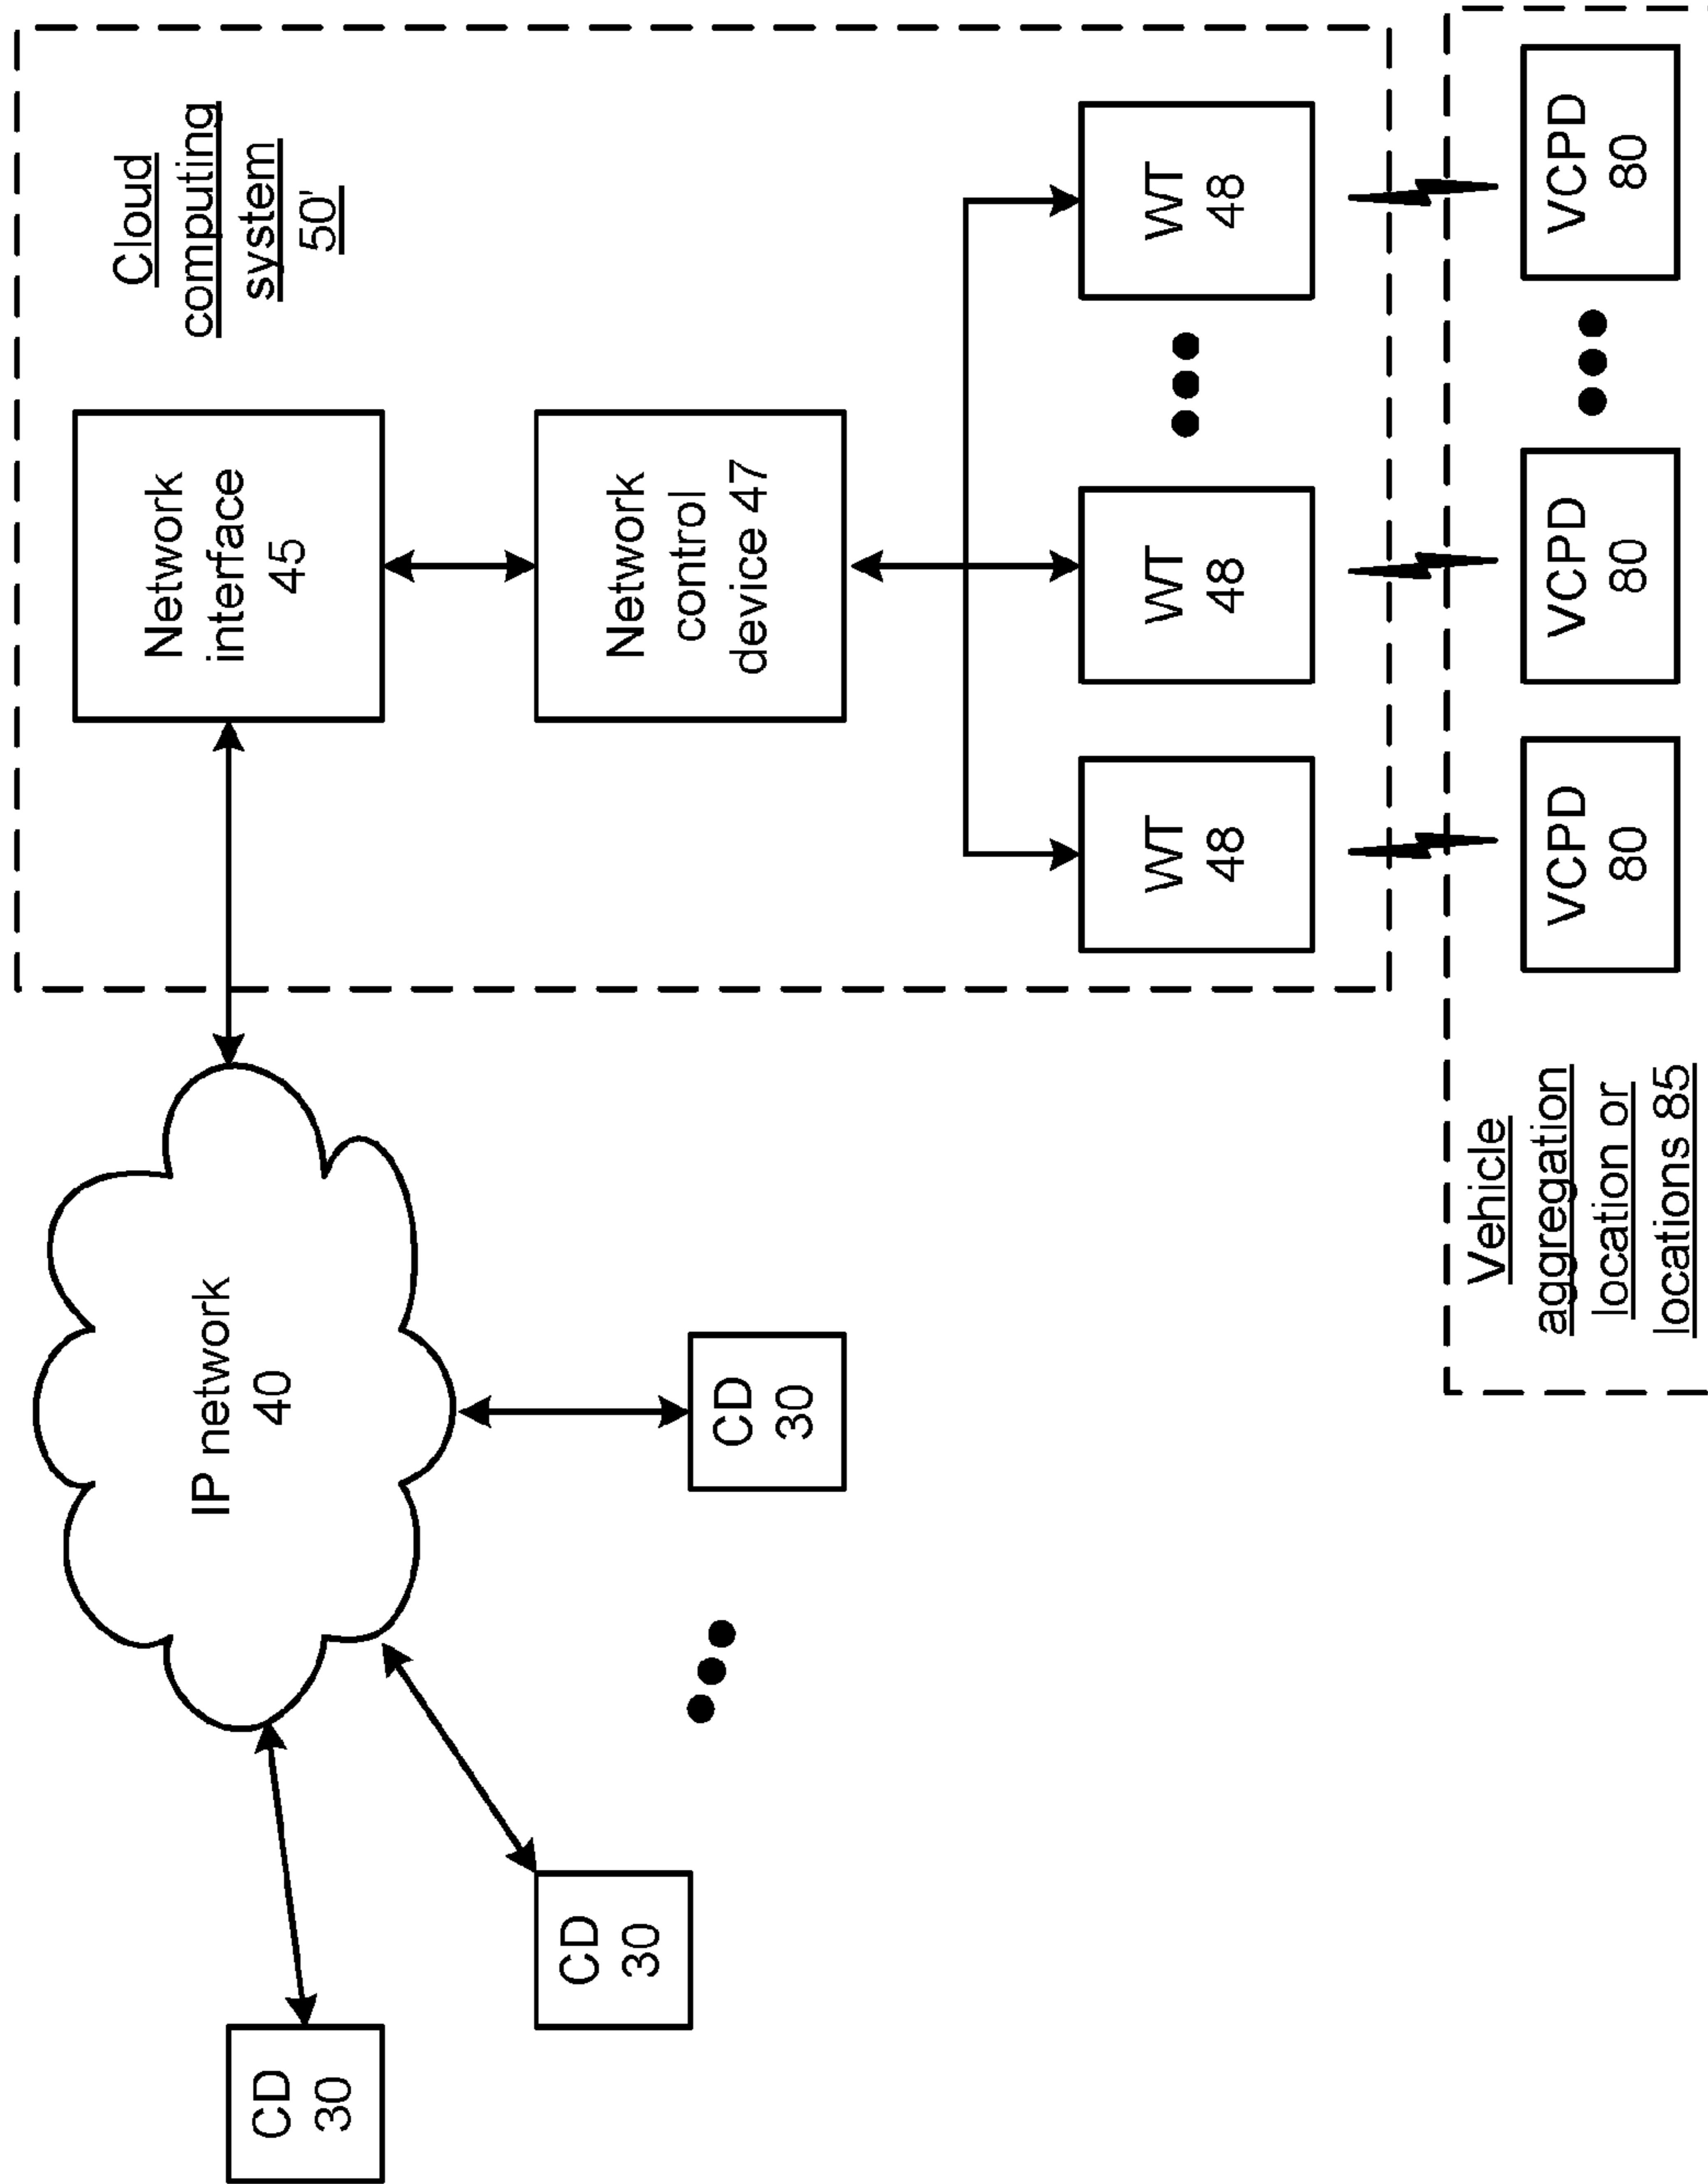 Cloud
computing
system
50'
Network
interface
45
IP network
40
CD
30
CD
30
CD
30
Network
control
device 47
WT
48
WT
48
WT
48
Vehicle
aggregation
location or
locations 85
VCPD
80
VCPD
80
VCPD
80